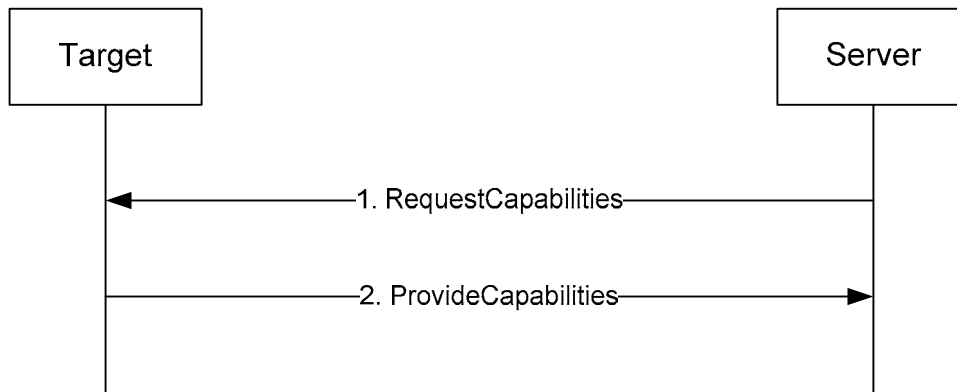 Target
Server
1. RequestCapabilities
2. ProvideCapabilities